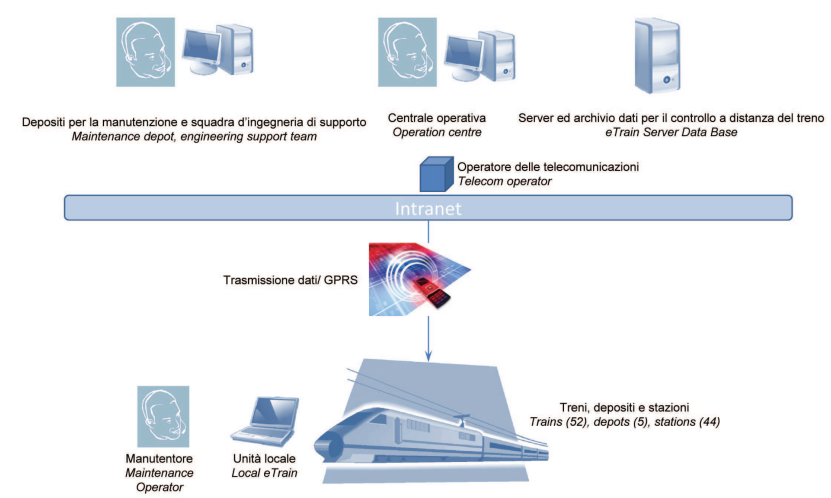 Depositi per la manutenzione e squadra d'ingegneria di supporto
Maintenance depot, engineering support team
Centrale operativa
Operation centre
Server ed archivio dati per il controllo a distanza del treno
eTrain Server Data Base
Operatore delle telecomunicazioni
Telecom operator
Intranet
Trasmissione dati/ GPRS
Treni, depositi e stazioni
Trains (52), depots (5), stations (44)
Manutentore
Maintenance
Operator
Unità locale
Local eTrain